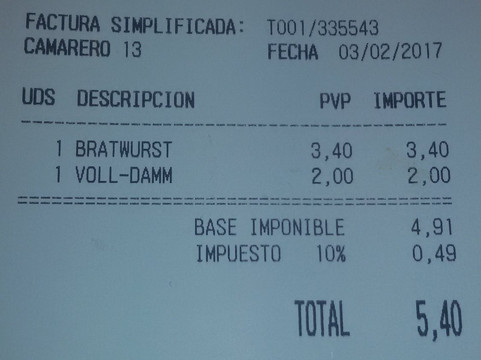 FACTURA SIMPLIFICADA: T001/335543
CAMARERO 13 FECHA 03/02/2017
UDS DESCRIPCION PVP IMPORTE
1 BRATWURST 3,40 3,40
1 VOLL-DAMM 2,00 2,00
BASE IMPONIBLE 4,91
IMPUESTO 10% 0,49
TOTAL 5,40